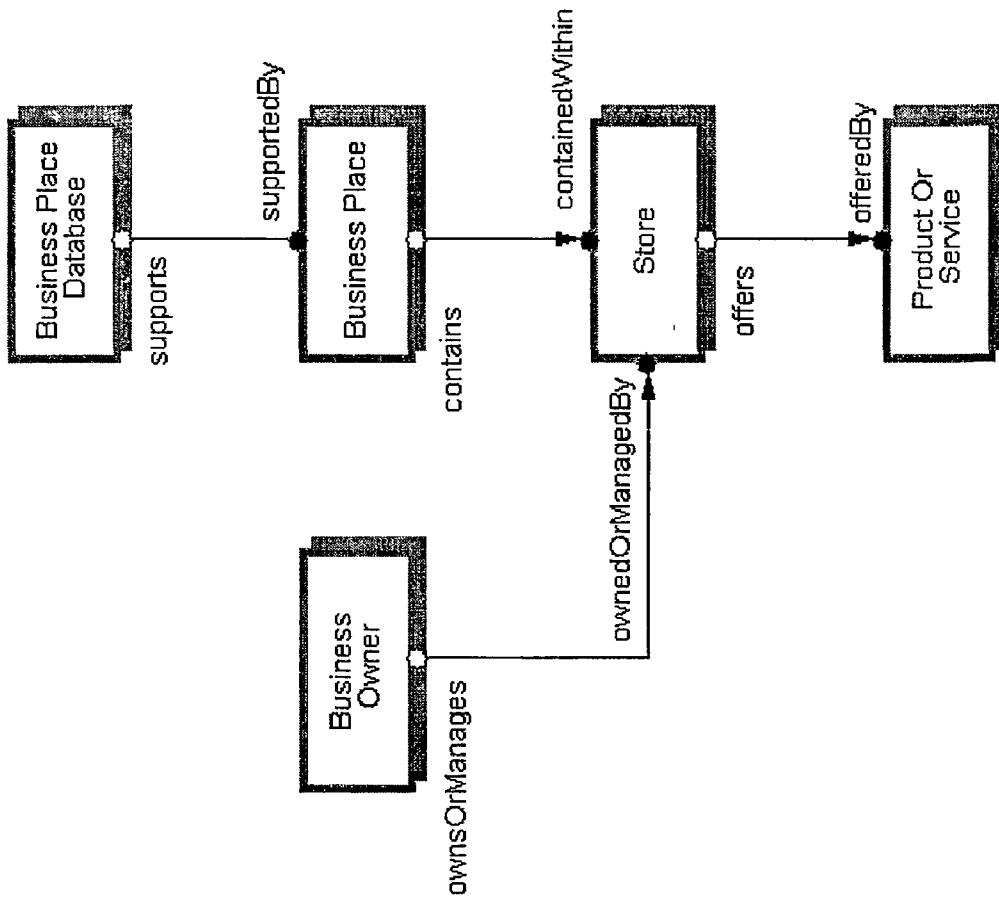 Business Place
Database
supports
supportedBy
Business Place
contains
containedWithin
Business
Owner
ownsOrManages
ownedOrManagedBy
Store
offers
offeredBy
Product Or
Service